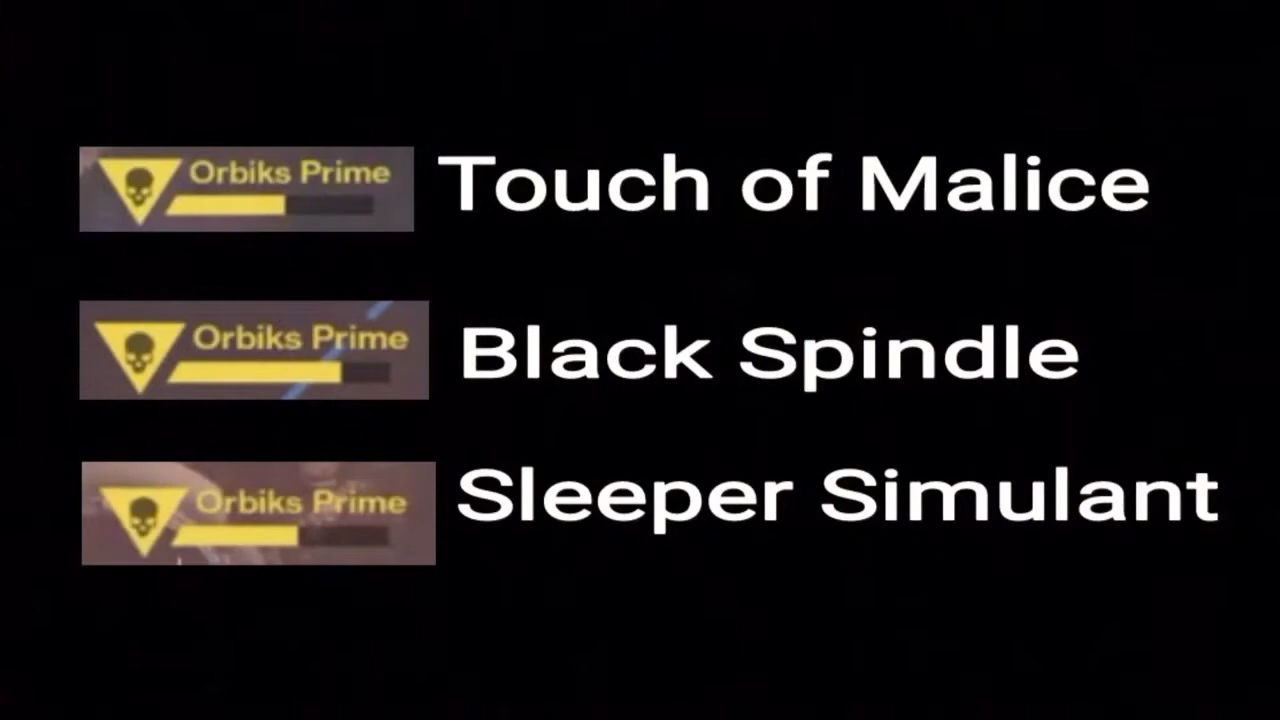 Orbiks Prime
Touch of Malice
Orbiks Prime
Black Spindle
Orbiks Prime
Sleeper Simulant